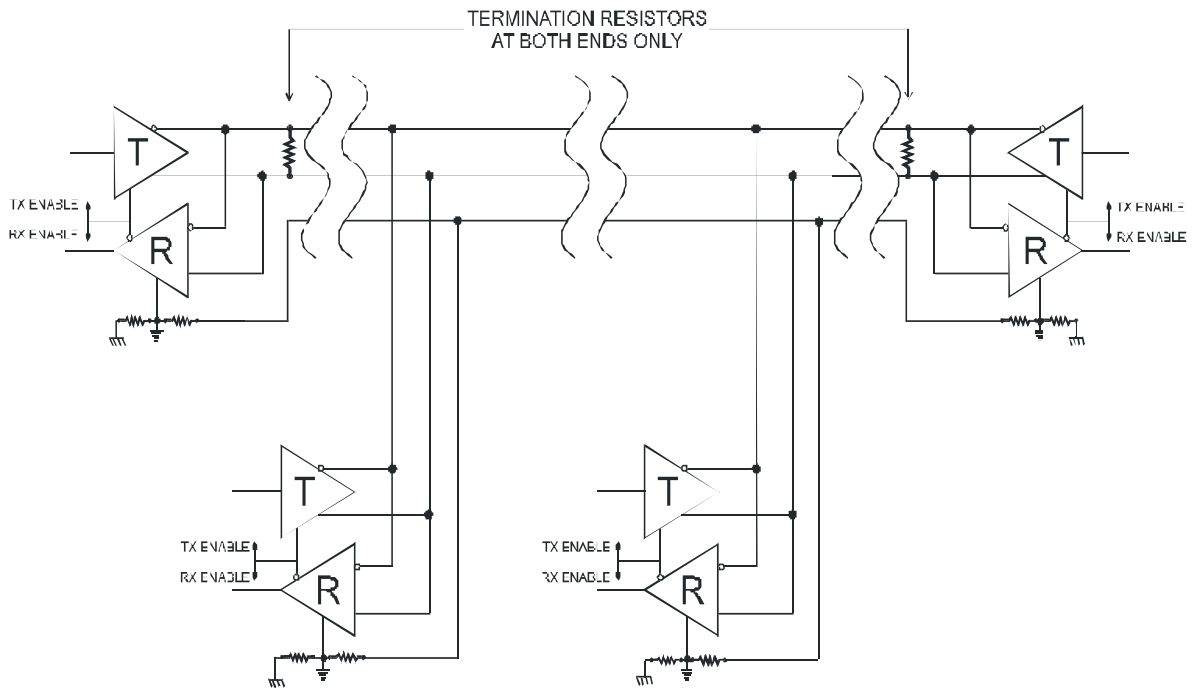 TERMINATION RESISTORS
AT BOTH ENDS ONLY
T
T
TX ENABLE
RX ENABLE
R
R
TX ENABLE
RX ENABLE
T
T
TX ENABLE
RX ENABLE
R
TX ENABLE
RX ENABLE
R